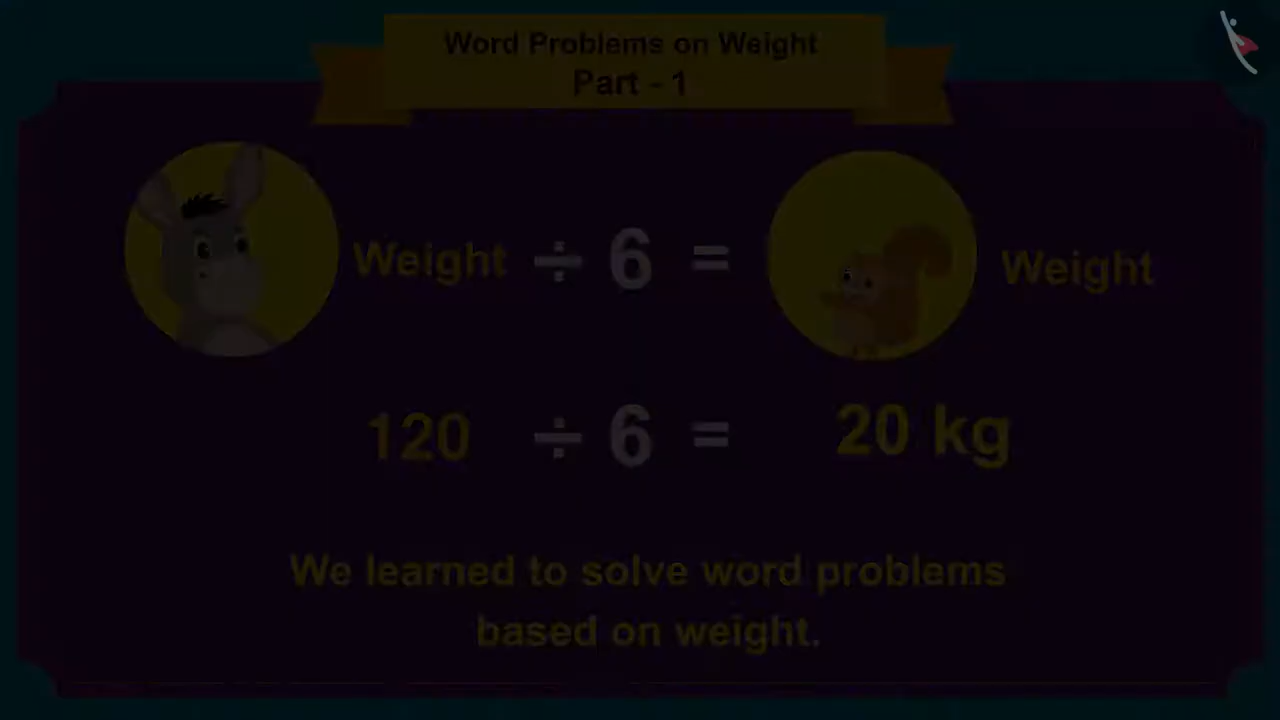 Word Problems on Weight
Part - 1
Weight ÷ 6 = Weight
120 ÷ 6 = 20 kg
We learned to solve word problems
based on weight.